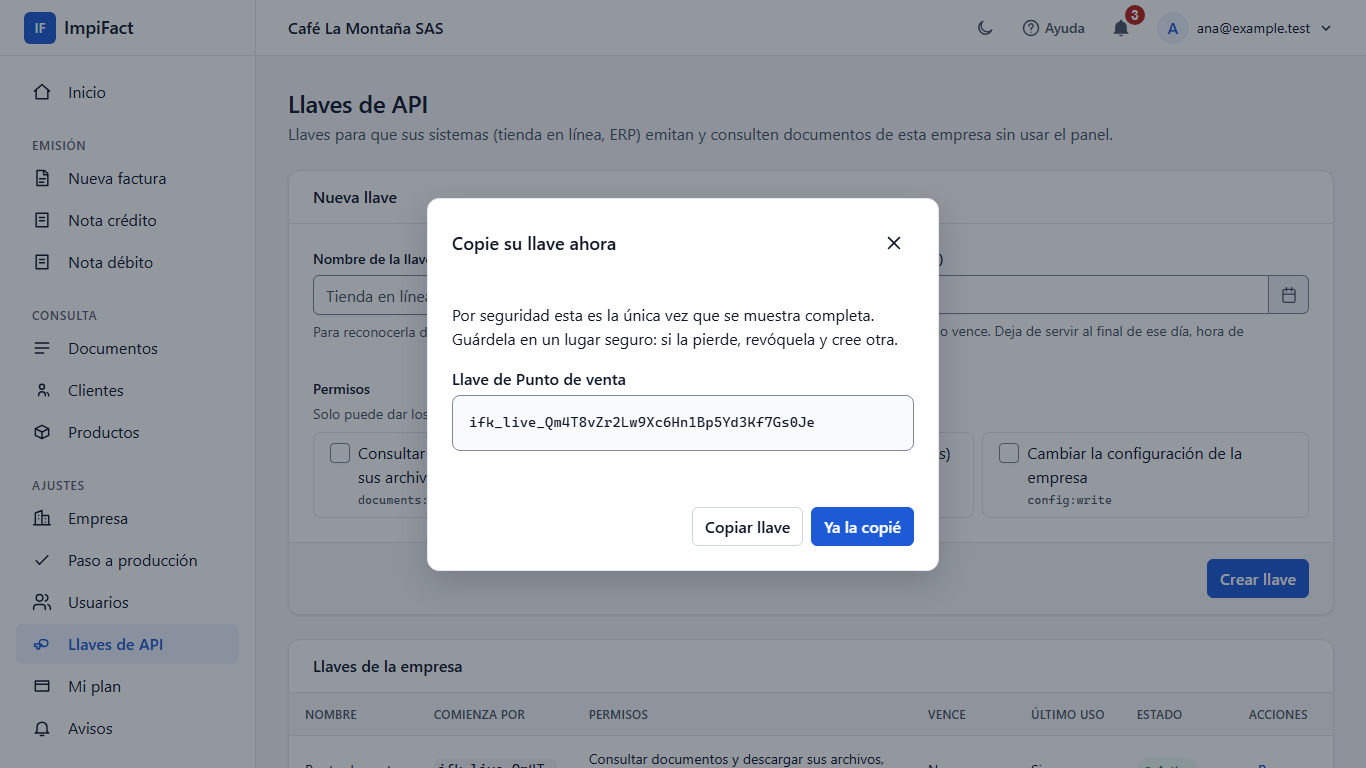 IF ImpiFact
Café La Montaña SAS
Ayuda
3
A ana@example.test
Inicio
EMISIÓN
Nueva factura
Nota crédito
Nota débito
CONSULTA
Documentos
Clientes
Productos
AJUSTES
Empresa
Paso a producción
Usuarios
Llaves de API
Mi plan
Avisos
Llaves de API
Llaves para que sus sistemas (tienda en línea, ERP) emitan y consulten documentos de esta empresa sin usar el panel.
Nueva llave
Nombre de la
Tienda en línea
Para reconocerla
o vence. Deja de servir al final de ese día, hora de
Permisos
Solo puede dar los
Consultar
sus
documents:
s)
Cambiar la configuración de la
empresa
config:write
Crear llave
Copie su llave ahora
Por seguridad esta es la única vez que se muestra completa.
Guárdela en un lugar seguro: si la pierde, revóquela y cree otra.
Llave de Punto de venta
ifk_live_Qm4T8vZr2Lw9Xc6Hn1Bp5Yd3Kf7Gs0Je
Copiar llave
Ya la copié
Llaves de la empresa
NOMBRE COMIENZA POR PERMISOS VENCE ÚLTIMO USO ESTADO ACCIONES
Consultar documentos y descargar sus archivos,